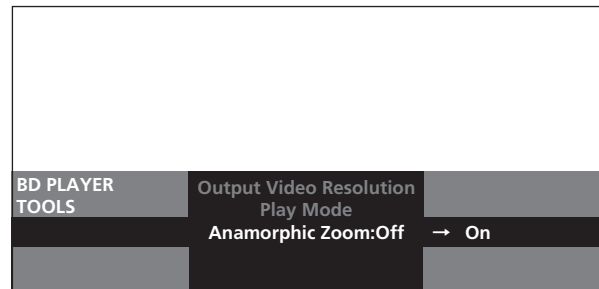 BD PLAYER
TOOLS
Output Video Resolution
Play Mode
Anamorphic Zoom:Off → On